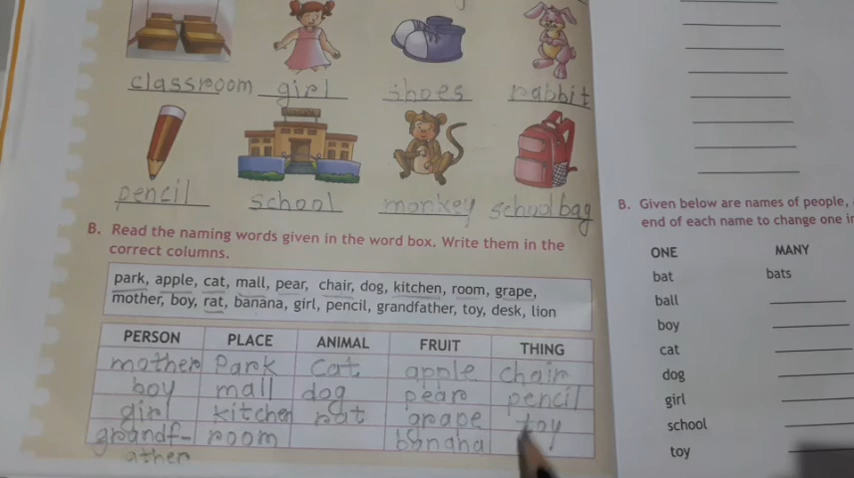 classroom girl shoes rabbit
pencil school monkey school bag
B. Read the naming words given in the word box. Write them in the
correct columns.
park, apple, cat, mall, pear, chair, dog, kitchen, room, grape,
mother, boy, rat, banana, girl, pencil, grandfather, toy, desk, lion
PERSON PLACE ANIMAL FRUIT THING
mother Park Cat apple chair
boy mall dog pear pencil
girl kitchen rat grape toy
grandf- room banana
ather
B. Given below are names of people,
end of each name to change one in
ONE MANY
bat bats
ball
boy
cat
dog
girl
school
toy